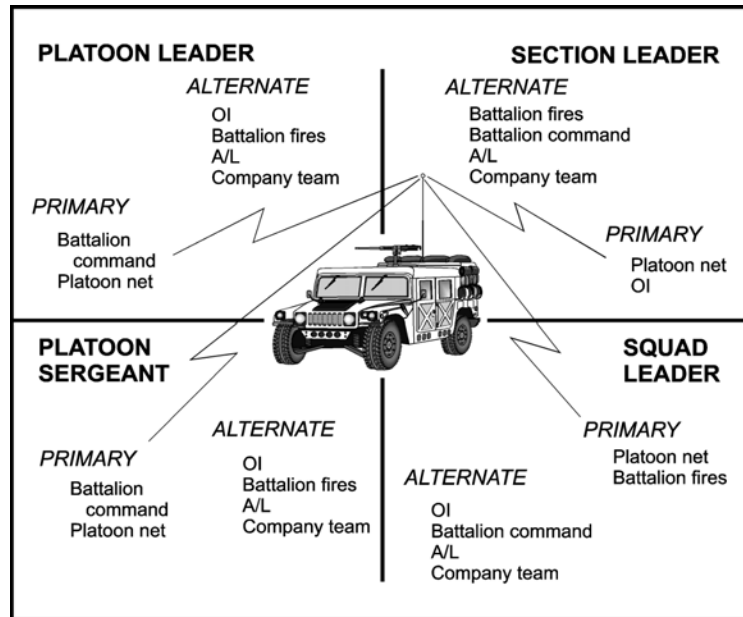 PLATOON LEADER
ALTERNATE
OI
Battalion fires
A/L
Company team
PRIMARY
Battalion
command
Platoon net
SECTION LEADER
ALTERNATE
Battalion fires
Battalion command
A/L
Company team
PRIMARY
Platoon net
OI
PLATOON
SERGEANT
ALTERNATE
OI
Battalion fires
A/L
Company team
PRIMARY
Battalion
command
Platoon net
SQUAD
LEADER
PRIMARY
Platoon net
Battalion fires
ALTERNATE
OI
Battalion command
A/L
Company team